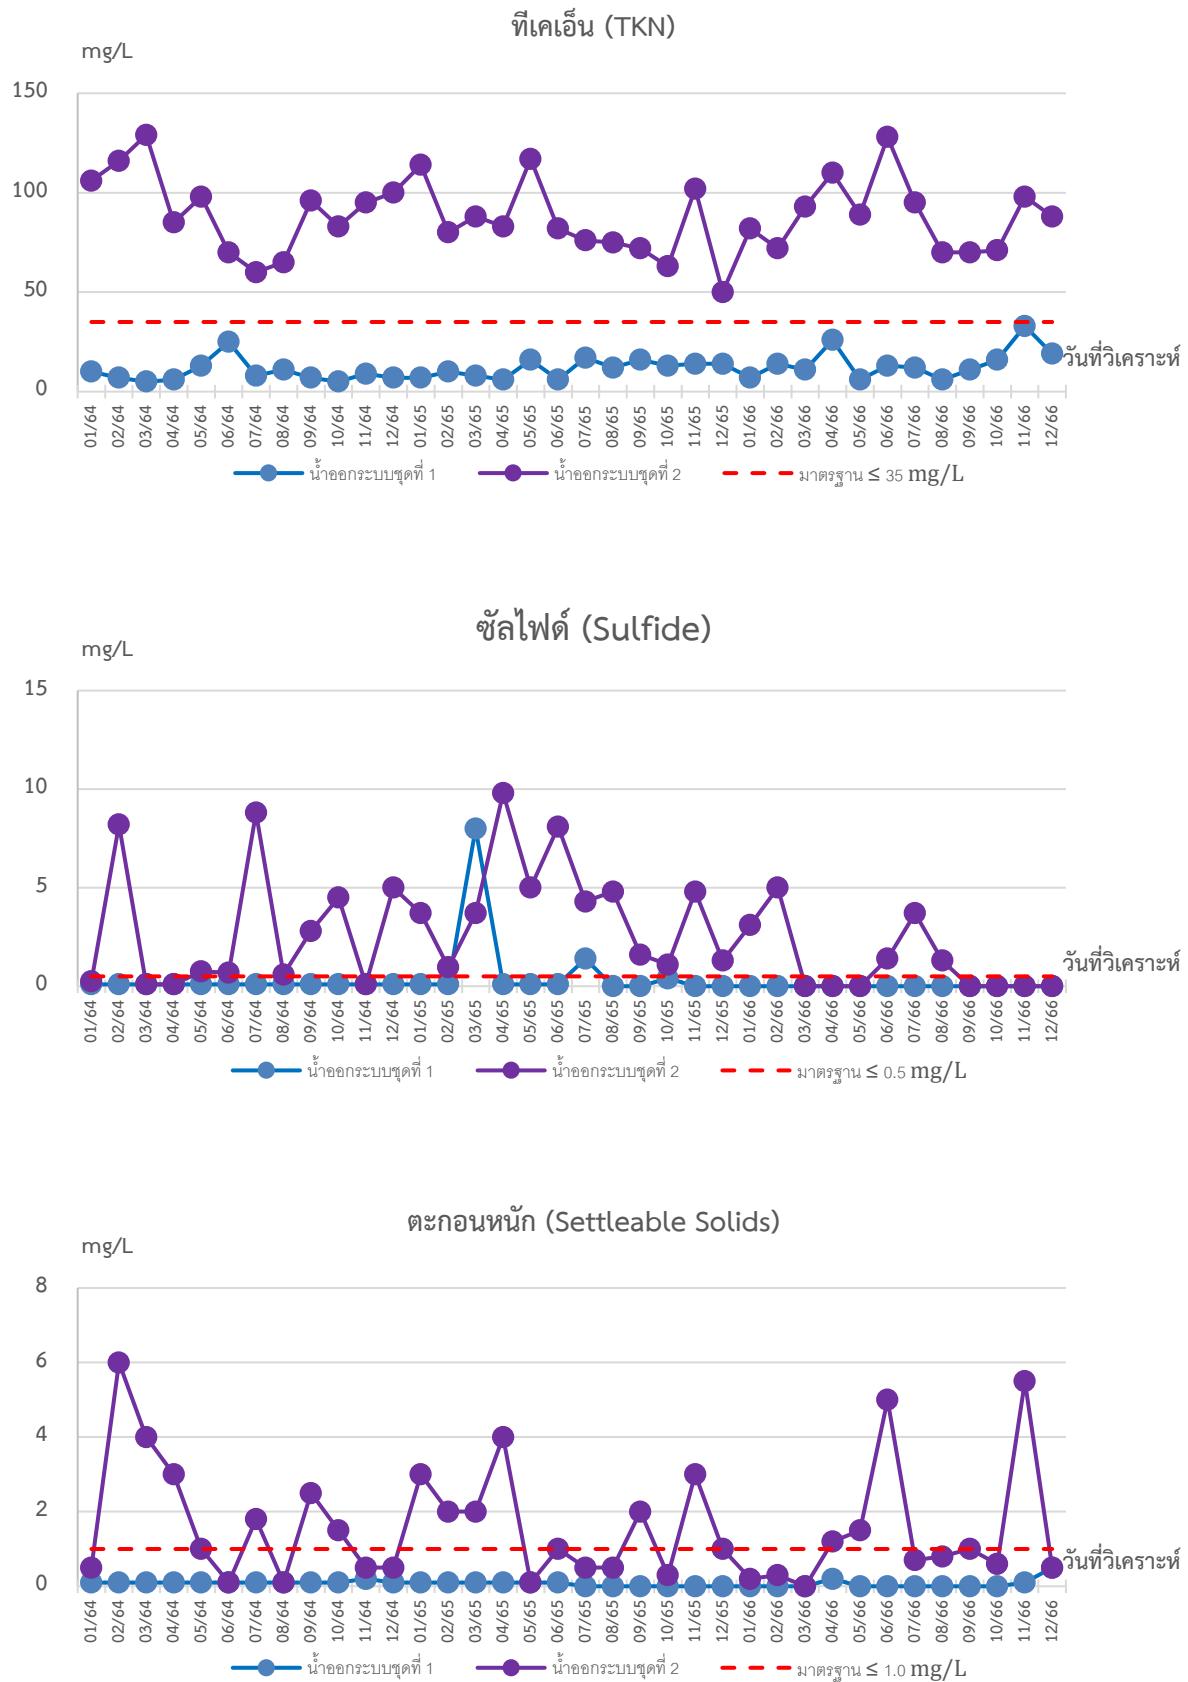 ทีเคเอ็น (TKN)
mg/L
150
100
50
0
วันที่วิเคราะห์
01/64 02/64 03/64 04/64 05/64 06/64 07/64 08/64 09/64 10/64 11/64 12/64 01/65 02/65 03/65 04/65 05/65 06/65 07/65 08/65 09/65 10/65 11/65 12/65 01/66 02/66 03/66 04/66 05/66 06/66 07/66 08/66 09/66 10/66 11/66 12/66
น้ำออกระบบชุดที่ 1 น้ำออกระบบชุดที่ 2 มาตรฐาน ≤ 35 mg/L
ซัลไฟด์ (Sulfide)
mg/L
15
10
5
0
วันที่วิเคราะห์
01/64 02/64 03/64 04/64 05/64 06/64 07/64 08/64 09/64 10/64 11/64 12/64 01/65 02/65 03/65 04/65 05/65 06/65 07/65 08/65 09/65 10/65 11/65 12/65 01/66 02/66 03/66 04/66 05/66 06/66 07/66 08/66 09/66 10/66 11/66 12/66
น้ำออกระบบชุดที่ 1 น้ำออกระบบชุดที่ 2 มาตรฐาน ≤ 0.5 mg/L
ตะกอนหนัก (Settleable Solids)
mg/L
8
6
4
2
0
วันที่วิเคราะห์
01/64 02/64 03/64 04/64 05/64 06/64 07/64 08/64 09/64 10/64 11/64 12/64 01/65 02/65 03/65 04/65 05/65 06/65 07/65 08/65 09/65 10/65 11/65 12/65 01/66 02/66 03/66 04/66 05/66 06/66 07/66 08/66 09/66 10/66 11/66 12/66
น้ำออกระบบชุดที่ 1 น้ำออกระบบชุดที่ 2 มาตรฐาน ≤ 1.0 mg/L